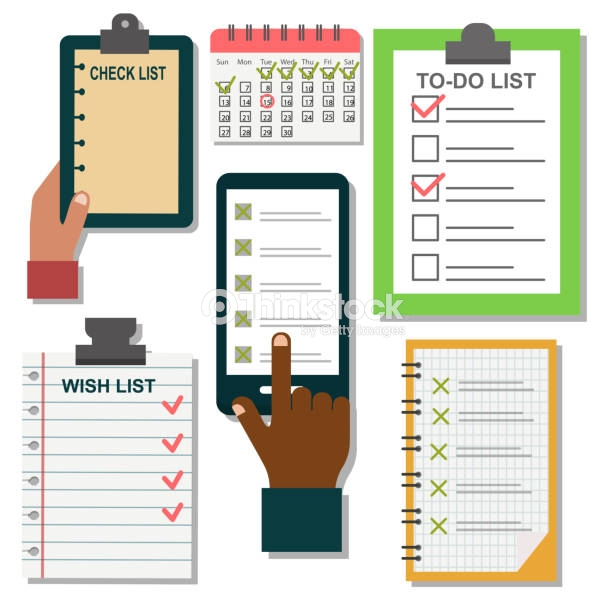 CHECK LIST
Sun Mon Tue Wed Thu Fri Sat
7 8 9 10 11 12
13 14 15 16 17 18 19
20 21 22 23 24 25 26
27 28 29 30
TO-DO LIST
Thinkstock
by Getty Images
WISH LIST